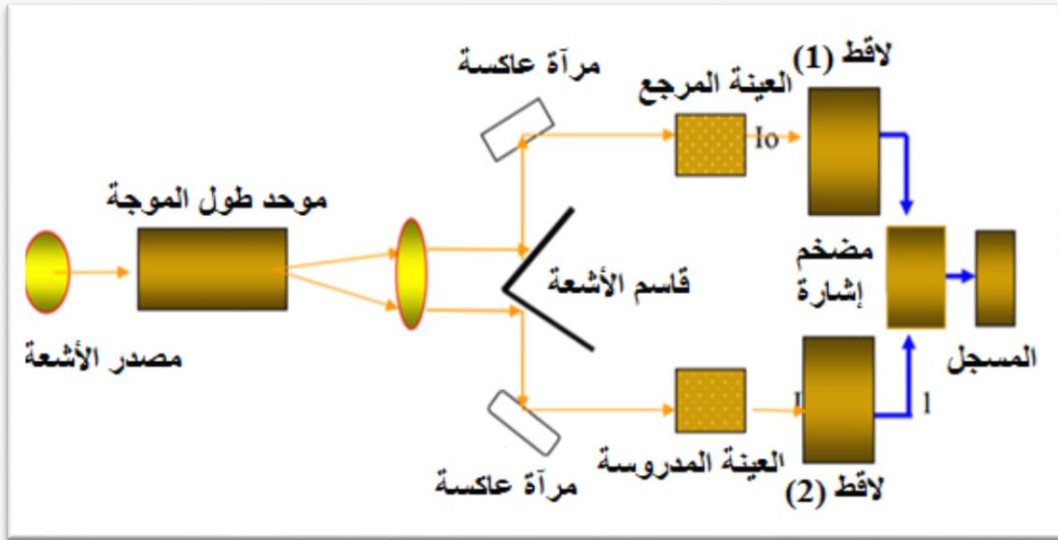 لاقط (1)
مرآة عاكسة
العينة المرجع
Io
موحد طول الموجة
مضخم
إشارة
قاسم الأشعة
مصدر الأشعة
المسجل
I
1
العينة المدروسة
مرآة عاكسة
لاقط (2)